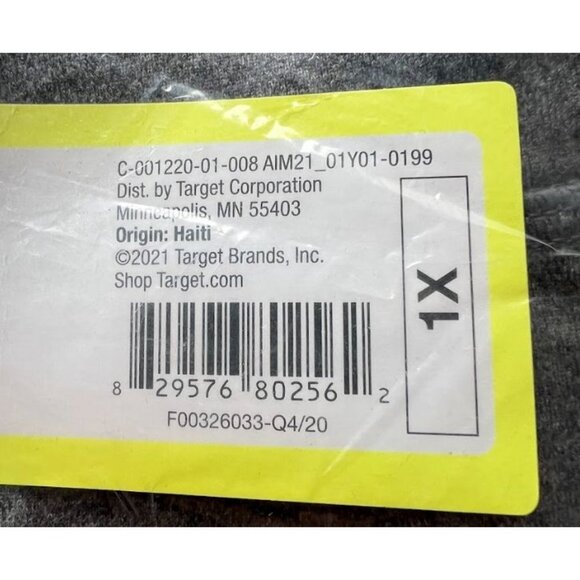 C-001220-01-008 AIM21_01Y01-0199
Dist. by Target Corporation
Minneapolis, MN 55403
Origin: Haiti
©2021 Target Brands, Inc.
Shop Target.com
1X
8 29576 80256 2
F00326033-Q4/20